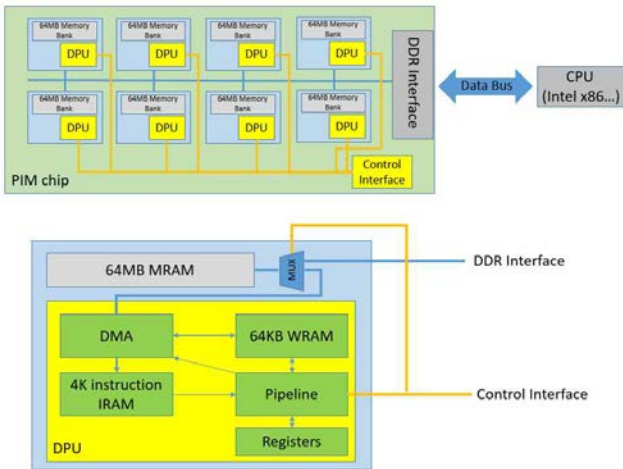 64MB Memory
Bank
DPU
64MB Memory
Bank
DPU
64MB Memory
Bank
DPU
64MB Memory
Bank
DPU
64MB Memory
Bank
DPU
64MB Memory
Bank
DPU
64MB Memory
Bank
DPU
64MB Memory
Bank
DPU
DDR Interface
Data Bus
CPU
(Intel x86...)
Control
Interface
PIM chip
64MB MRAM
MUX
DDR Interface
DMA
64KB WRAM
4K instruction
IRAM
Pipeline
Control Interface
Registers
DPU